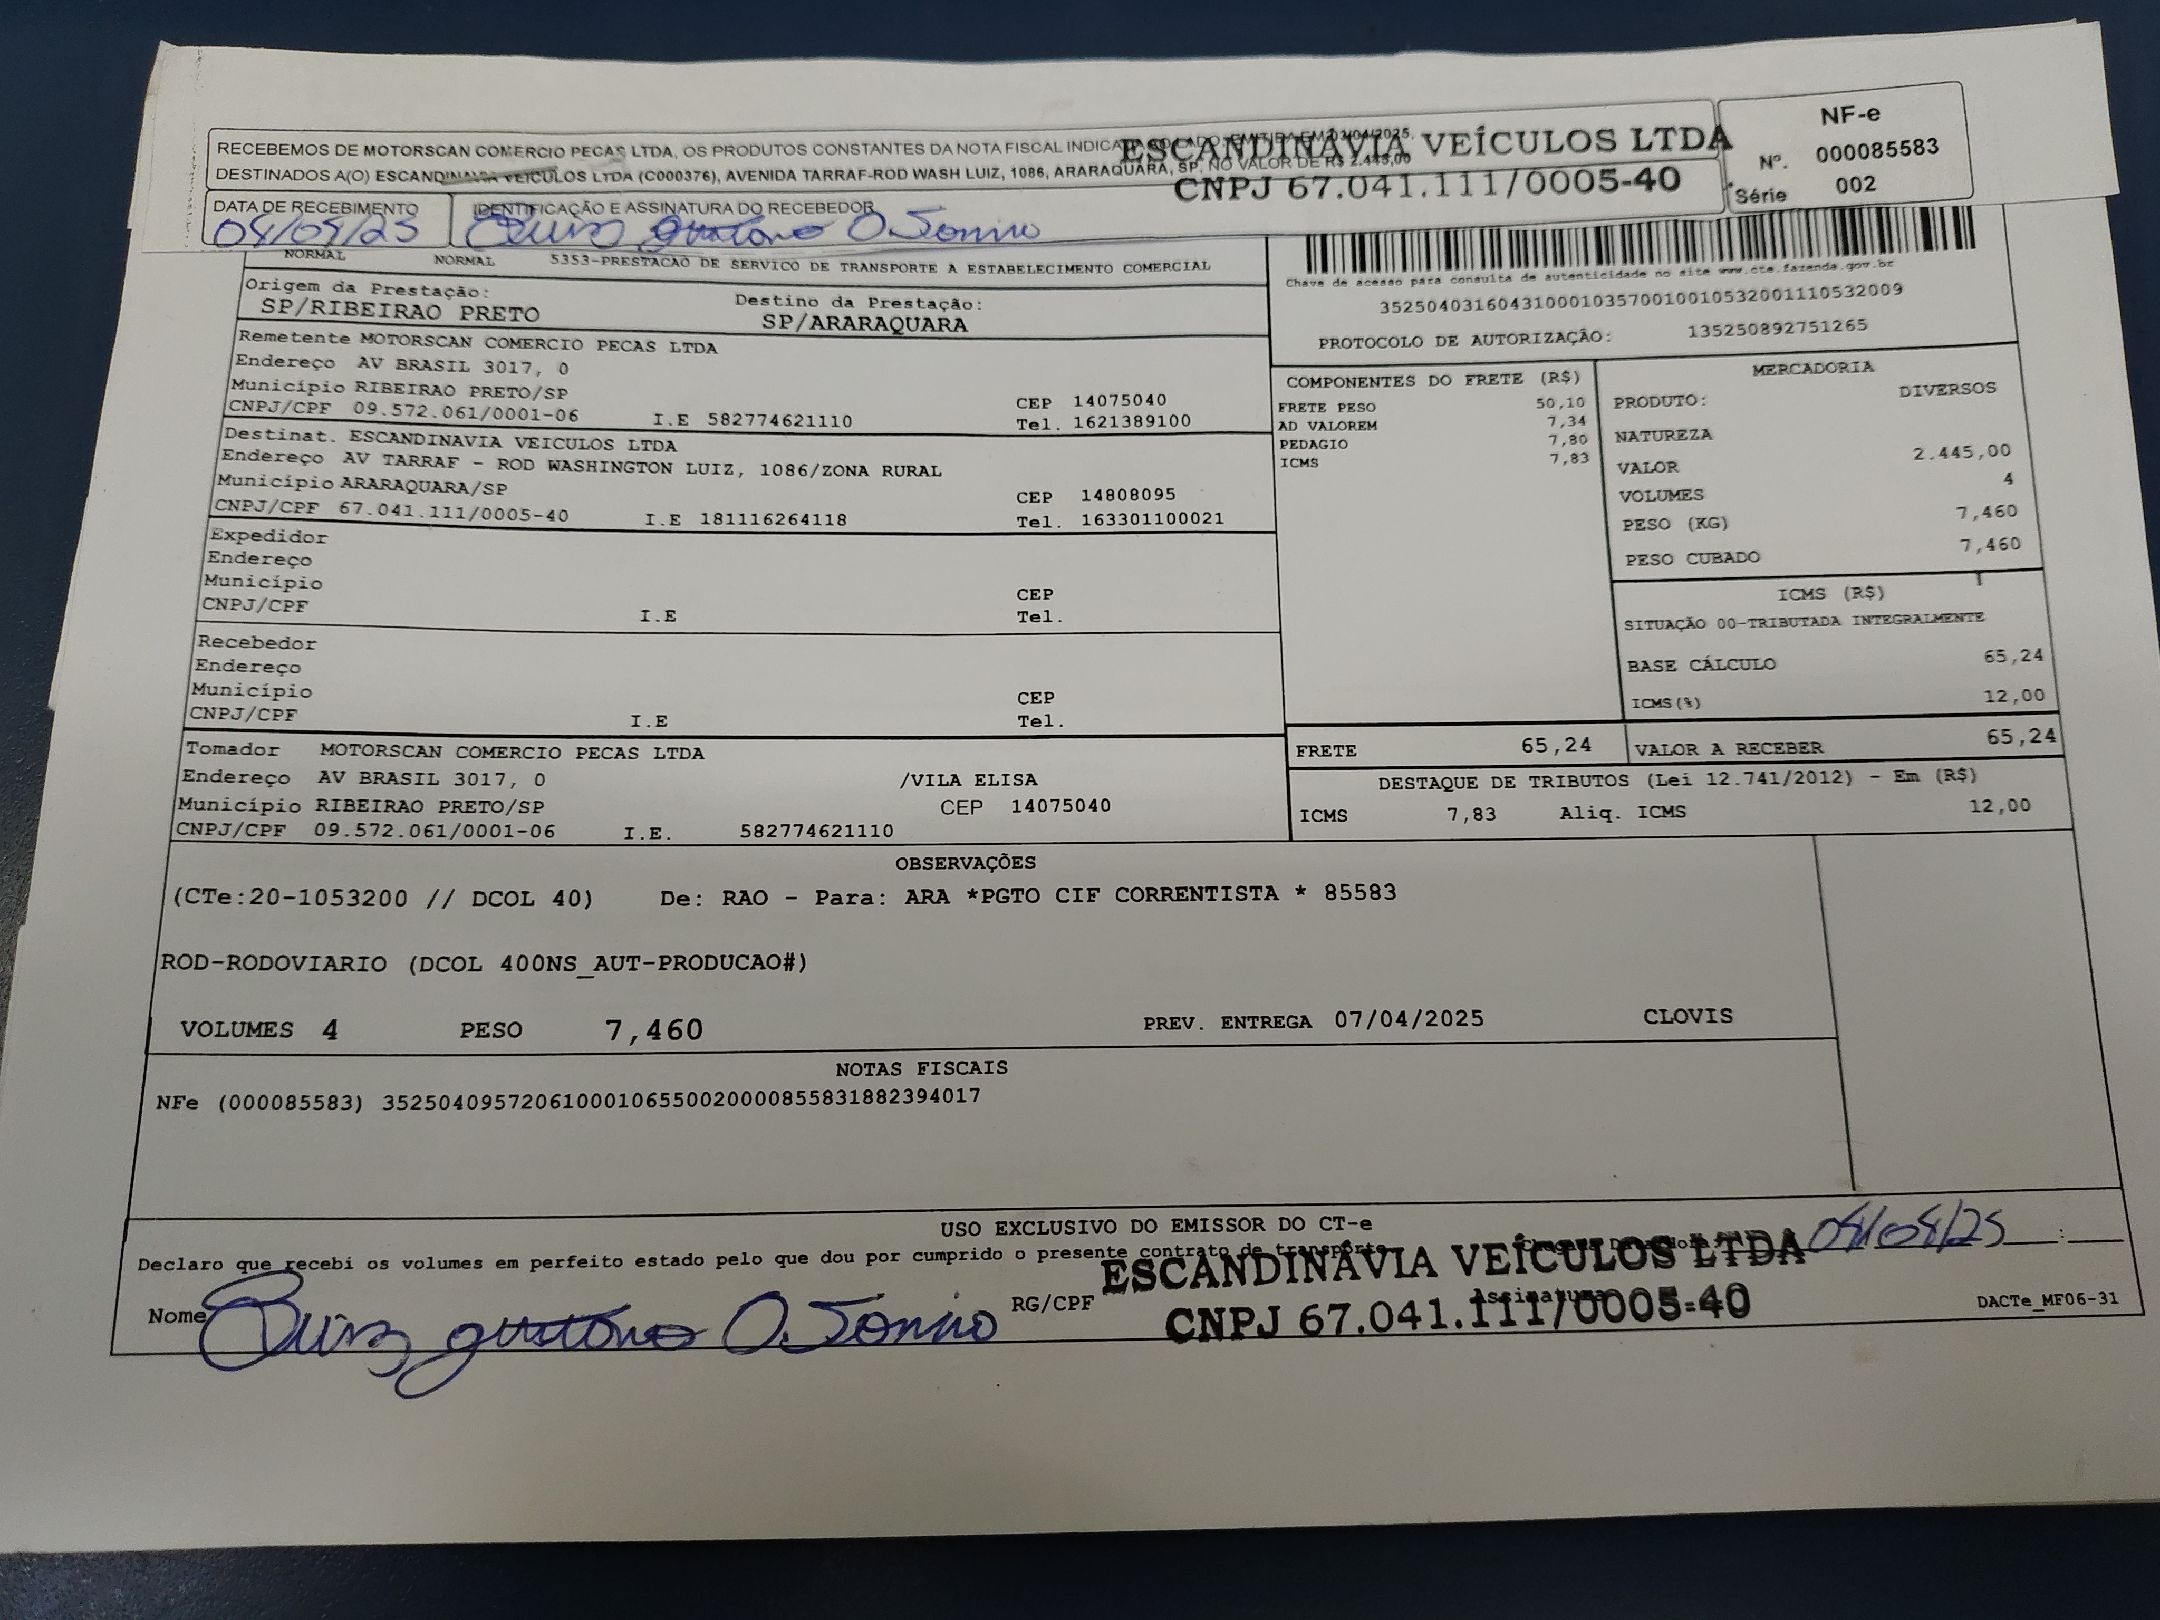 RECEBEMOS DE MOTORSCAN COMERCIO PECAS LTDA, OS PRODUTOS CONSTANTES DA NOTA FISCAL INDICADA AO LADO. EMITIDA EM 01/04/2025,
DESTINADOS A(O) ESCANDINAVIA VEICULOS LTDA (C000376), AVENIDA TARRAF-ROD WASH LUIZ, 1086, ARARAQUARA, SP, NO VALOR DE R$ 2.445,00
ESCANDINÁVIA VEÍCULOS LTDA
CNPJ 67.041.111/0005-40
NF-e
Nº. 000085583
Série 002
DATA DE RECEBIMENTO IDENTIFICAÇÃO E ASSINATURA DO RECEBEDOR
04/04/25 Luiz Gustavo O.
NORMAL NORMAL 5353-PRESTACAO DE SERVICO DE TRANSPORTE A ESTABELECIMENTO COMERCIAL
Origem da Prestação: Destino da Prestação:
SP/RIBEIRAO PRETO SP/ARARAQUARA
Chave de acesso para consulta de autenticidade no site www.cte.fazenda.gov.br
35250403160431000103570010010532001110532009
PROTOCOLO DE AUTORIZAÇÃO: 135250892751265
Remetente MOTORSCAN COMERCIO PECAS LTDA
Endereço AV BRASIL 3017, 0
Município RIBEIRAO PRETO/SP CEP 14075040
CNPJ/CPF 09.572.061/0001-06 I.E 582774621110 Tel. 1621389100
Destinat. ESCANDINAVIA VEICULOS LTDA
Endereço AV TARRAF - ROD WASHINGTON LUIZ, 1086/ZONA RURAL
Município ARARAQUARA/SP CEP 14808095
CNPJ/CPF 67.041.111/0005-40 I.E 181116264118 Tel. 163301100021
Expedidor
Endereço
Município CEP
CNPJ/CPF I.E Tel.
Recebedor
Endereço
Município CEP
CNPJ/CPF I.E Tel.
Tomador MOTORSCAN COMERCIO PECAS LTDA
Endereço AV BRASIL 3017, 0 /VILA ELISA
Município RIBEIRAO PRETO/SP CEP 14075040
CNPJ/CPF 09.572.061/0001-06 I.E. 582774621110
COMPONENTES DO FRETE (R$)
FRETE PESO 50,10
AD VALOREM 7,34
PEDAGIO 7,80
ICMS 7,83
MERCADORIA
PRODUTO: DIVERSOS
NATUREZA
VALOR 2.445,00
VOLUMES 4
PESO (KG) 7,460
PESO CUBADO 7,460
ICMS (R$)
SITUAÇÃO 00-TRIBUTADA INTEGRALMENTE
BASE CÁLCULO 65,24
ICMS(%) 12,00
FRETE 65,24 VALOR A RECEBER 65,24
DESTAQUE DE TRIBUTOS (Lei 12.741/2012) - Em (R$)
ICMS 7,83 Aliq. ICMS 12,00
OBSERVAÇÕES
(CTe:20-1053200 // DCOL 40) De: RAO - Para: ARA *PGTO CIF CORRENTISTA * 85583
ROD-RODOVIARIO (DCOL 400NS_AUT-PRODUCAO#)
VOLUMES 4 PESO 7,460 PREV. ENTREGA 07/04/2025 CLOVIS
NOTAS FISCAIS
NFe (000085583) 35250409572061000106550020000855831882394017
USO EXCLUSIVO DO EMISSOR DO CT-e
Declaro que recebi os volumes em perfeito estado pelo que dou por cumprido o presente contrato de transporte
04/04/25 :
ESCANDINÁVIA VEÍCULOS LTDA
CNPJ 67.041.111/0005-40
Nome Luiz Gustavo O. RG/CPF Assinatura DACTe_MF06-31